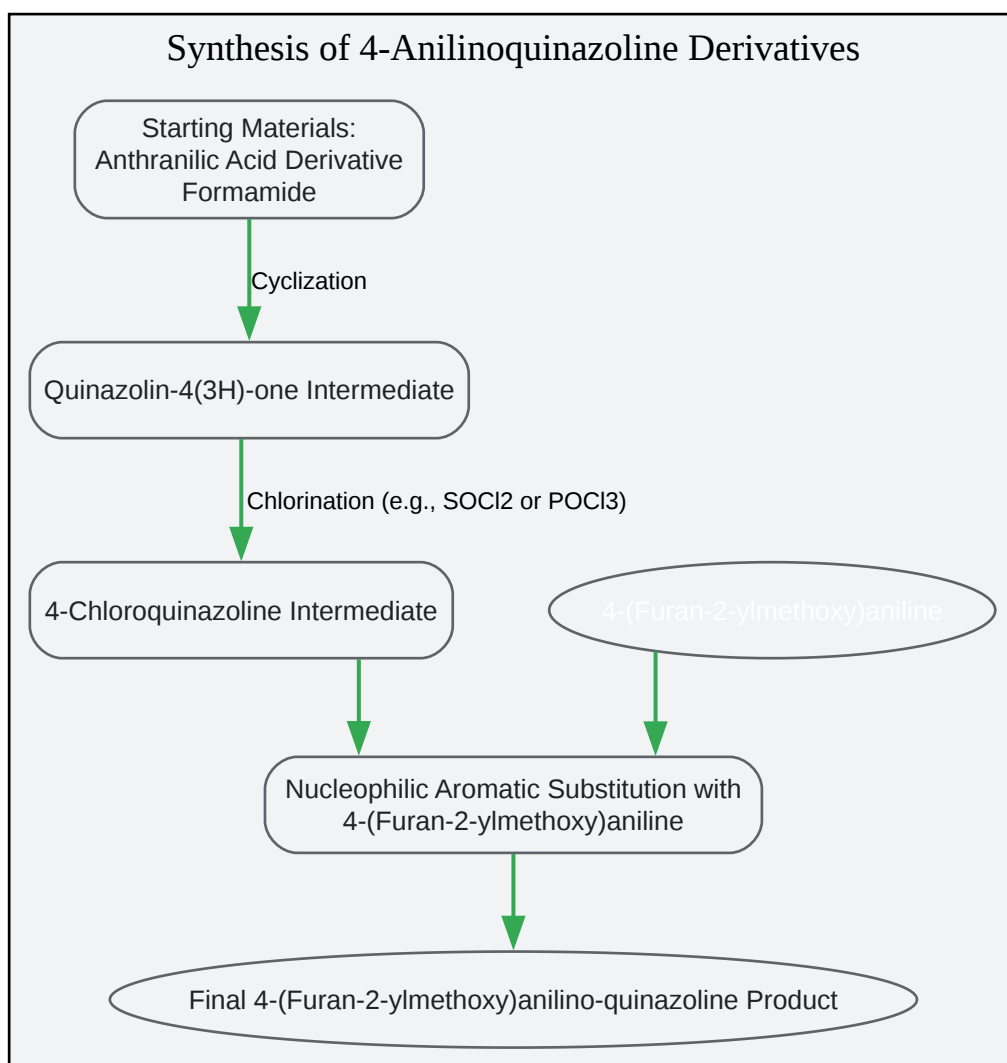 Synthesis of 4-Anilinoquinazoline Derivatives
Starting Materials:
Anthranilic Acid Derivative
Formamide
Cyclization
Quinazolin-4(3H)-one Intermediate
Chlorination (e.g., SOCl2 or POCl3)
4-Chloroquinazoline Intermediate
4-(Furan-2-ylmethoxy)aniline
Nucleophilic Aromatic Substitution with
4-(Furan-2-ylmethoxy)aniline
Final 4-(Furan-2-ylmethoxy)anilino-quinazoline Product